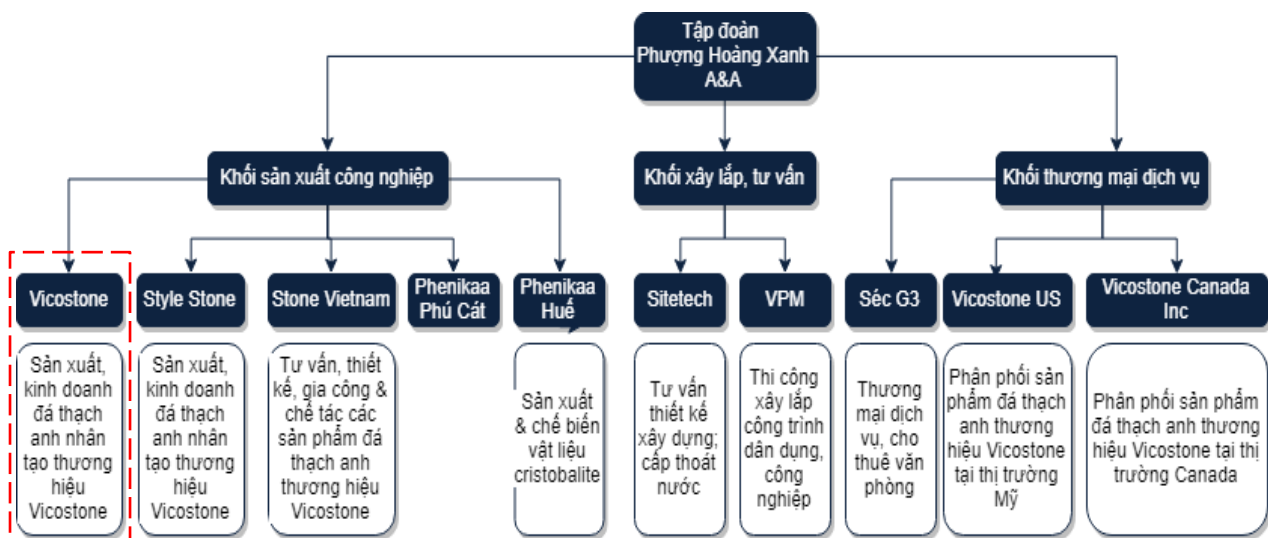 Tập đoàn
Phượng Hoàng Xanh
A&A
Khối sản xuất công nghiệp
Khối xây lắp, tư vấn
Khối thương mại dịch vụ
Vicostone
Style Stone
Stone Vietnam
Phenikaa
Phú Cát
Phenikaa
Huế
Sitetech
VPM
Séc G3
Vicostone US
Vicostone Canada
Inc
Sản xuất,
kinh doanh
đá thạch
anh nhân
tạo thương
hiệu
Vicostone
Sản xuất,
kinh doanh
đá thạch
anh nhân
tạo thương
hiệu
Vicostone
Tư vấn, thiết
kế, gia công &
chế tác các
sản phẩm đá
thạch anh
thương hiệu
Vicostone
Sản xuất
& chế biến
vật liệu
cristobalite
Tư vấn
thiết kế
xây dựng;
cấp thoát
nước
Thi công
xây lắp
công trình
dân dụng,
công
nghiệp
Thương
mại dịch
vụ, cho
thuê văn
phòng
Phân phối sản
phẩm đá thạch
anh thương
hiệu Vicostone
tại thị trường
Mỹ
Phân phối sản phẩm
đá thạch anh thương
hiệu Vicostone tại thị
trường Canada